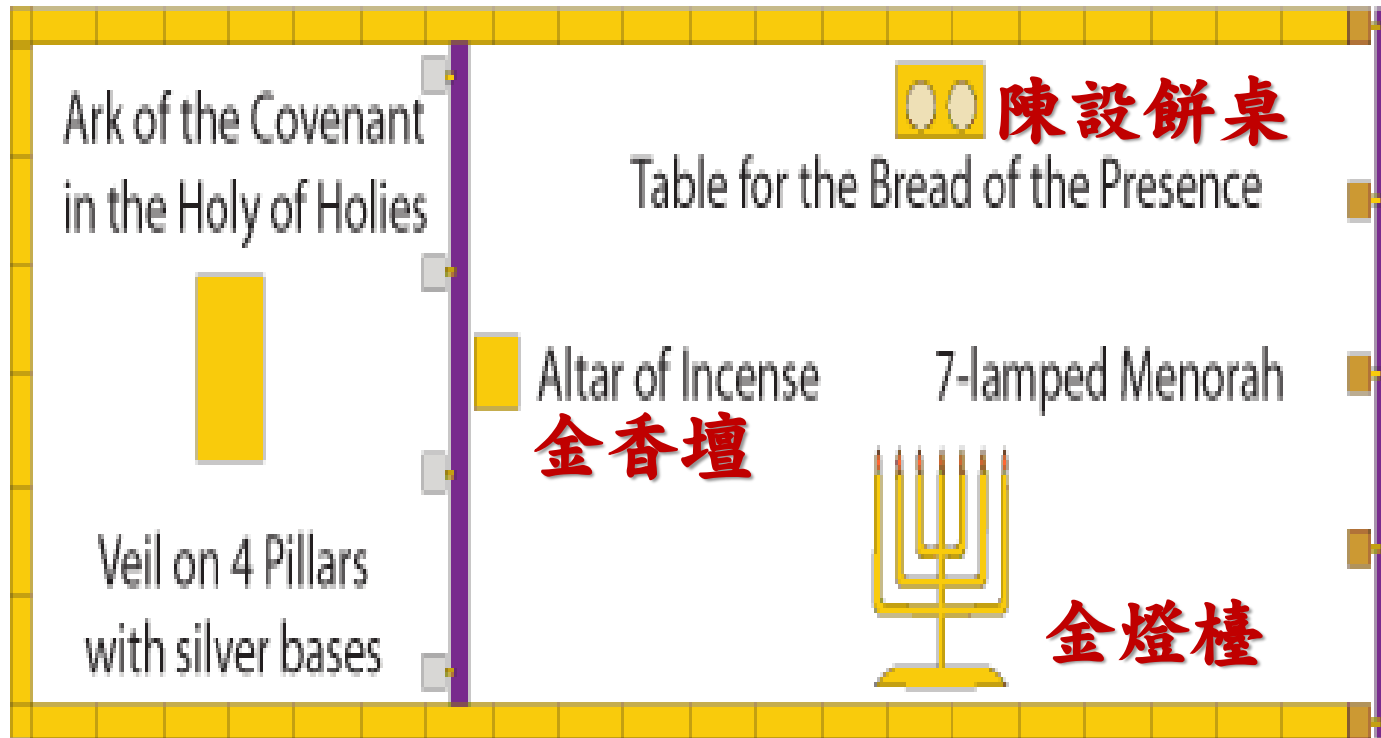 Ark of the Covenant
in the Holy of Holies
Veil on 4 Pillars
with silver bases
陳設餅桌
Table for the Bread of the Presence
Altar of Incense
金香壇
7-lamped Menorah
金燈檯